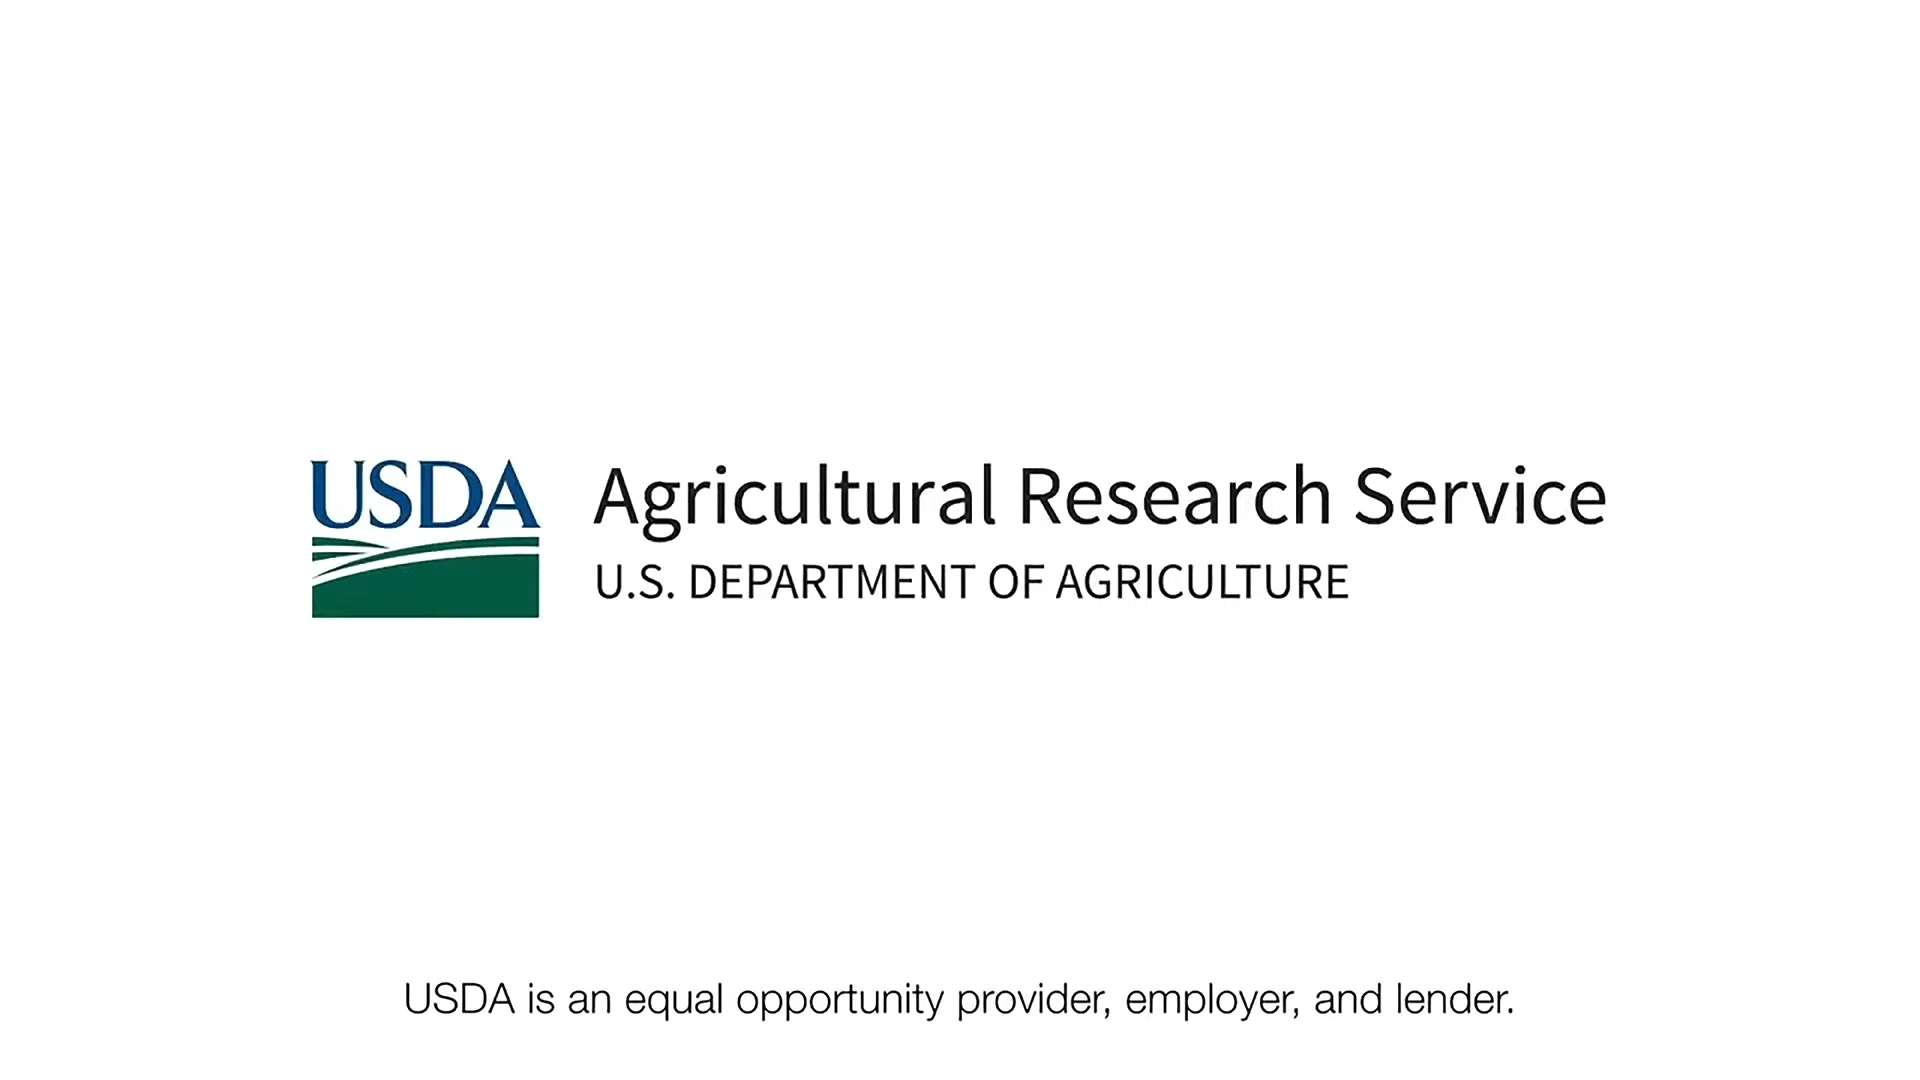 USDA
Agricultural Research Service
U.S. DEPARTMENT OF AGRICULTURE
USDA is an equal opportunity provider, employer, and lender.